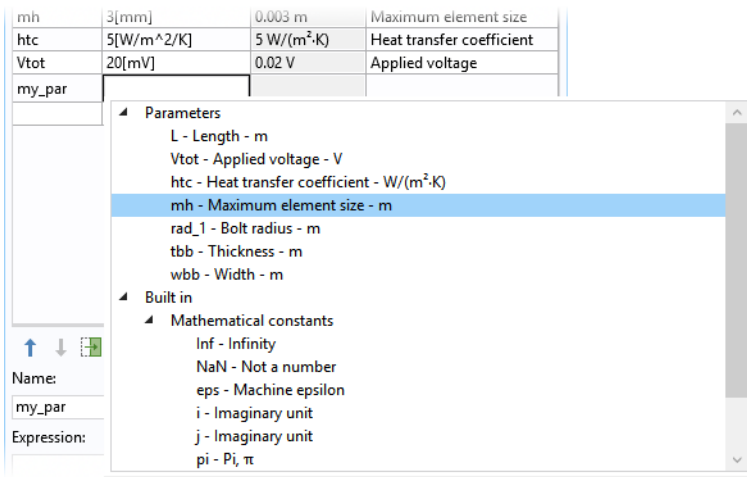 mh 3[mm] 0.003 m Maximum element size
htc 5[W/m^2/K] 5 W/(m²·K) Heat transfer coefficient
Vtot 20[mV] 0.02 V Applied voltage
my_par
Parameters
L - Length - m
Vtot - Applied voltage - V
htc - Heat transfer coefficient - W/(m²·K)
mh - Maximum element size - m
rad_1 - Bolt radius - m
tbb - Thickness - m
wbb - Width - m
Built in
Mathematical constants
Inf - Infinity
NaN - Not a number
eps - Machine epsilon
i - Imaginary unit
j - Imaginary unit
pi - Pi, π
Name:
my_par
Expression: